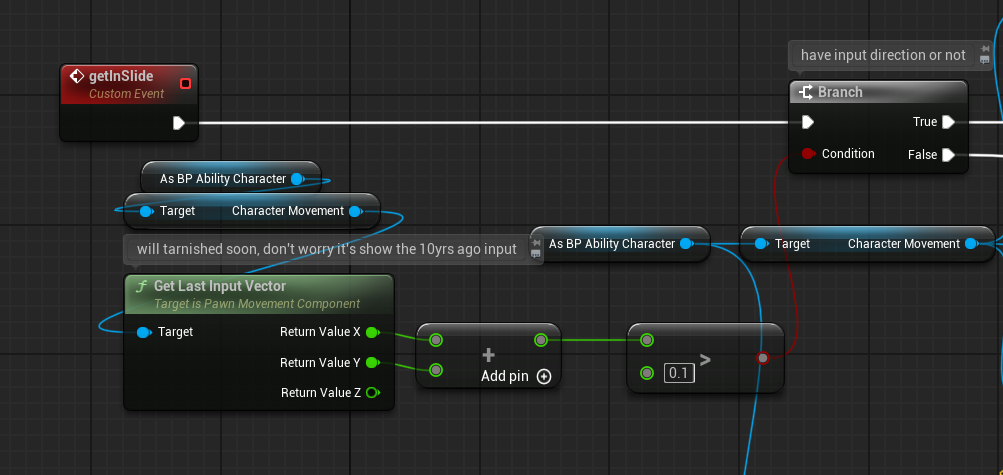 have input direction or not
getInSlide
Custom Event
Branch
True
Condition
False
As BP Ability Character
Target
Character Movement
will tarnished soon, don't worry it's show the 10yrs ago input
As BP Ability Character
Target
Character Movement
f Get Last Input Vector
Target is Pawn Movement Component
Target
Return Value X
Return Value Y
Return Value Z
+
Add pin
>
0.1